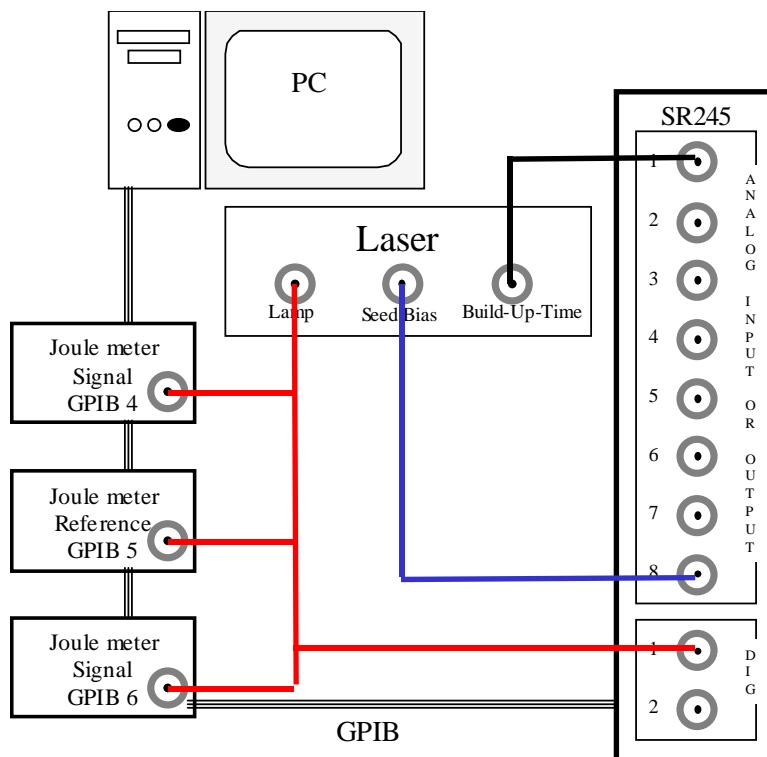 PC
SR245
Laser
Lamp
Seed Bias
Build-Up-Time
Joule meter
Signal
GPIB 4
Joule meter
Reference
GPIB 5
Joule meter
Signal
GPIB 6
GPIB
1
2
3
4
5
6
7
8
ANALOG INPUT OR OUTPUT
1
2
DIG